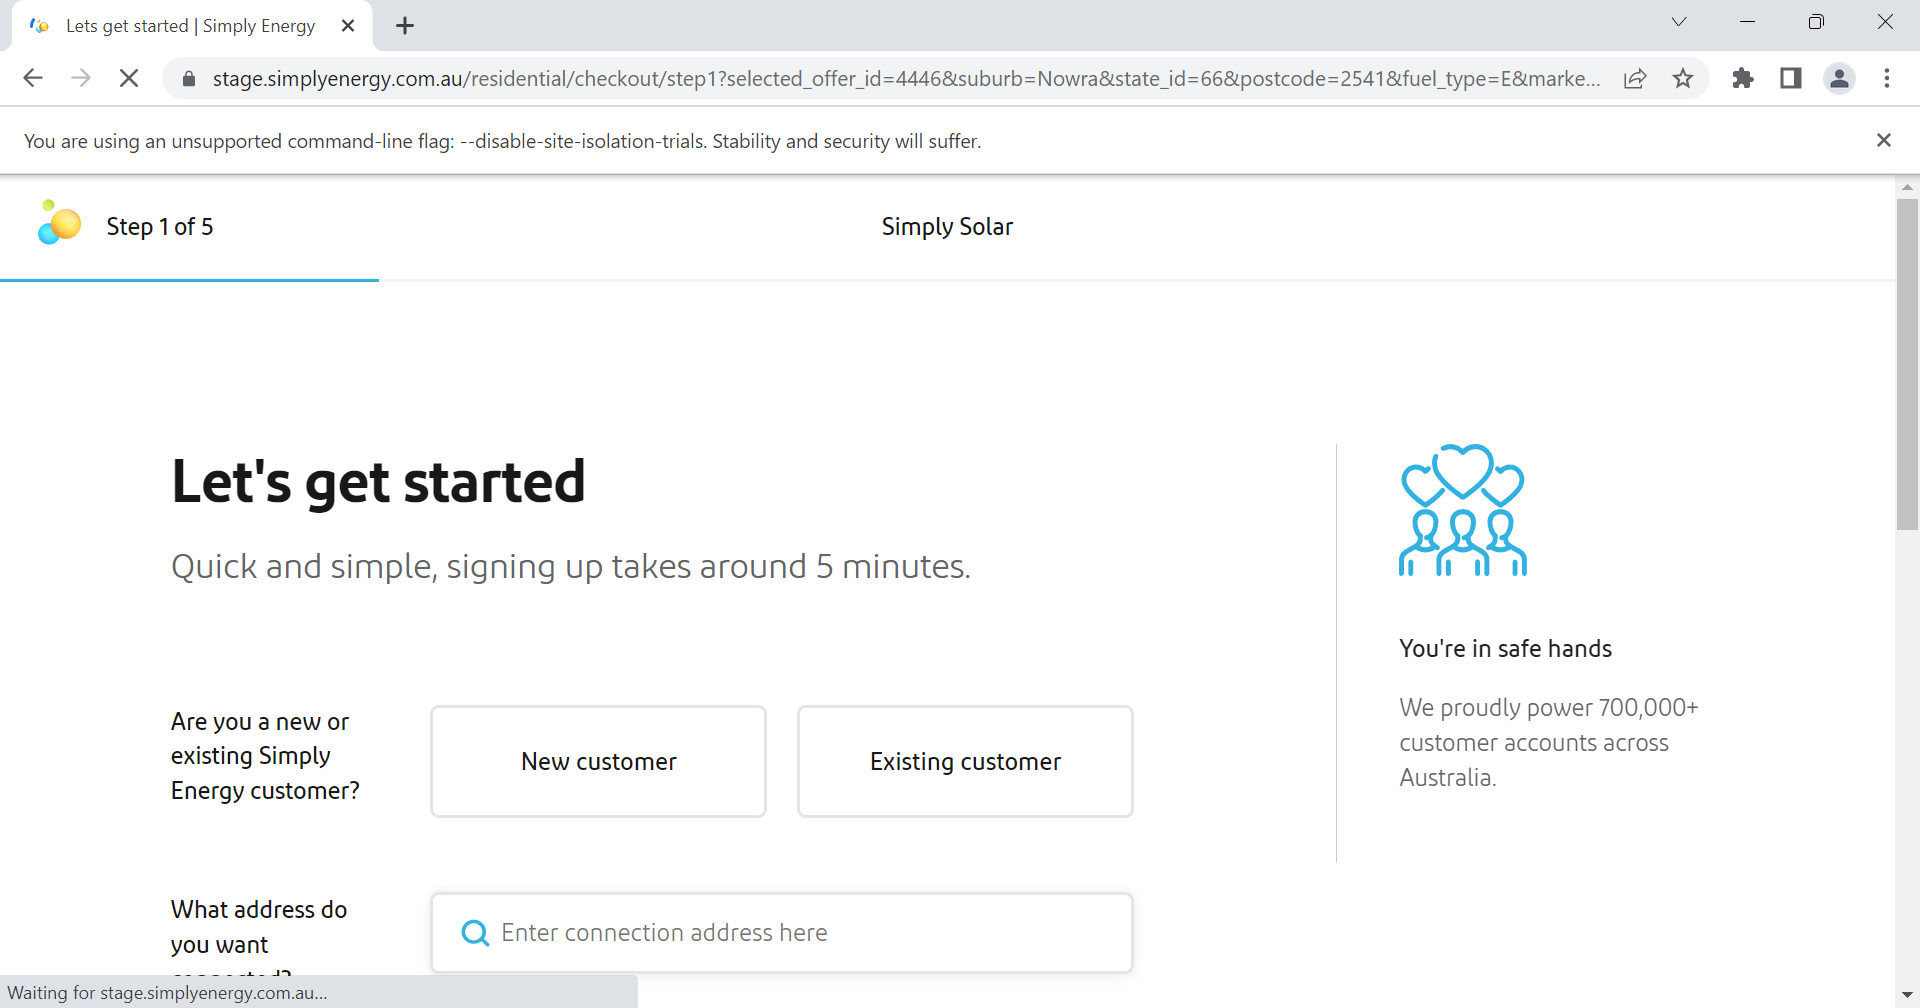 Lets get started | Simply Energy
stage.simplyenergy.com.au/residential/checkout/step1?selected_offer_id=4446&suburb=Nowra&state_id=66&postcode=2541&fuel_type=E&marke...
You are using an unsupported command-line flag: --disable-site-isolation-trials. Stability and security will suffer.
Step 1 of 5
Simply Solar
Let's get started
Quick and simple, signing up takes around 5 minutes.
Are you a new or
existing Simply
Energy customer?
New customer
Existing customer
You're in safe hands
We proudly power 700,000+
customer accounts across
Australia.
What address do
you want
connected?
Enter connection address here
Waiting for stage.simplyenergy.com.au...